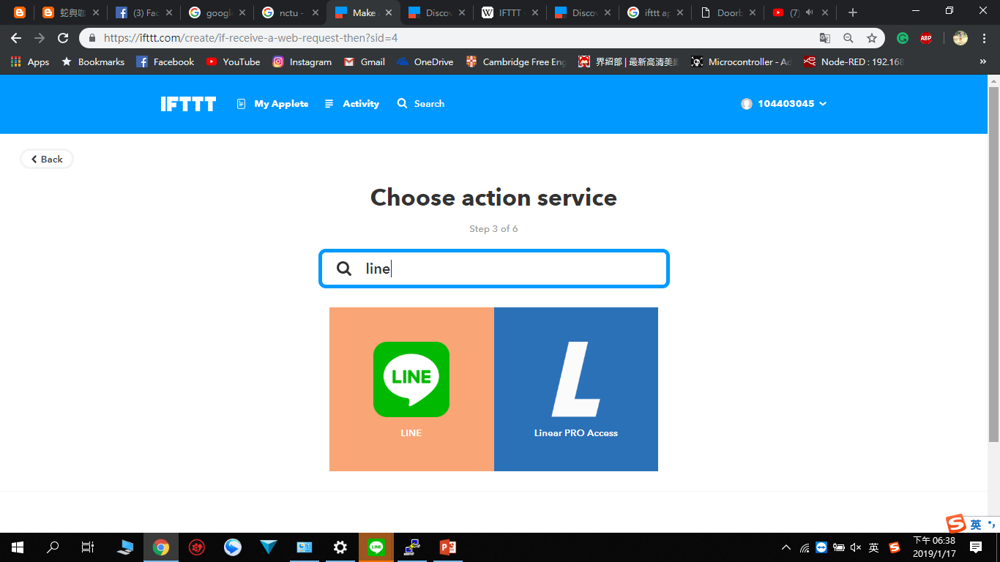 蛇與咖
(3) Fac
google
nctu -
Make
Discov
IFTTT -
Discov
ifttt ap
Doorb
(7)
https://ifttt.com/create/if-receive-a-web-request-then?sid=4
ABP
Apps
Bookmarks
Facebook
YouTube
Instagram
Gmail
OneDrive
Cambridge Free Eng
界絽部 | 最新高清美
Microcontroller - Ad
Node-RED : 192.168
»
IFTTT
My Applets
Activity
Search
104403045
Back
Choose action service
Step 3 of 6
line
LINE
LINE
L
Linear PRO Access
英
英
下午 06:38
2019/1/17